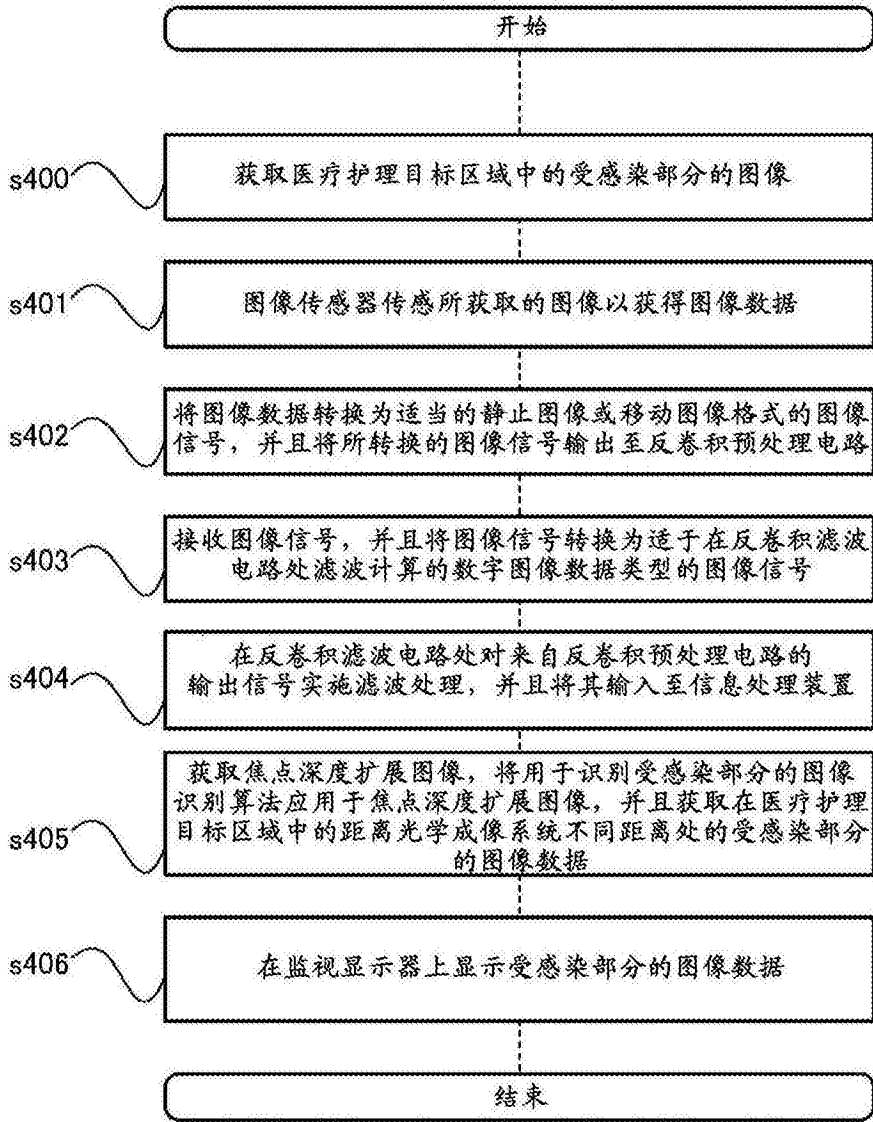 开始
s400
获取医疗护理目标区域中的受感染部分的图像
s401
图像传感器传感所获取的图像以获得图像数据
s402
将图像数据转换为适当的静止图像或移动图像格式的图像
信号，并且将所转换的图像信号输出至反卷积预处理电路
s403
接收图像信号，并且将图像信号转换为适于在反卷积滤波
电路处滤波计算的数字图像数据类型的图像信号
s404
在反卷积滤波电路处对来自反卷积预处理电路的
输出信号实施滤波处理，并且将其输入至信息处理装置
s405
获取焦点深度扩展图像，将用于识别受感染部分的图像
识别算法应用于焦点深度扩展图像，并且获取在医疗护理
目标区域中的距离光学成像系统不同距离处的受感染部分
的图像数据
s406
在监视显示器上显示受感染部分的图像数据
结束